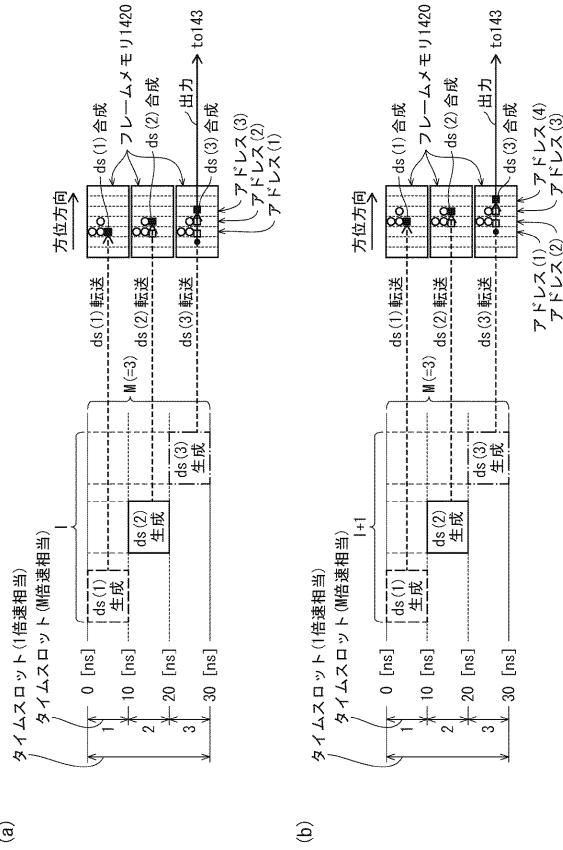 (a)
タイムスロット(1倍速相当)
タイムスロット(M倍速相当)
0 [ns]
10 [ns]
20 [ns]
30 [ns]
1
2
3
I
ds(1)
生成
ds(2)
生成
ds(3)
生成
M(=3)
ds(1)転送
ds(2)転送
ds(3)転送
方位方向
ds(1)合成
フレームメモリ1420
ds(2)合成
出力
to143
ds(3)合成
アドレス(3)
アドレス(2)
アドレス(1)
(b)
タイムスロット(1倍速相当)
タイムスロット(M倍速相当)
0 [ns]
10 [ns]
20 [ns]
30 [ns]
1
2
3
I+1
ds(1)
生成
ds(2)
生成
ds(3)
生成
M(=3)
ds(1)転送
ds(2)転送
ds(3)転送
方位方向
ds(1)合成
フレームメモリ1420
ds(2)合成
出力
to143
ds(3)合成
アドレス(4)
アドレス(3)
アドレス(1)
アドレス(2)